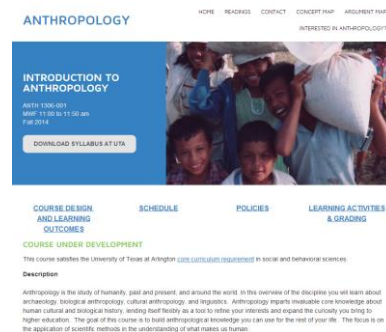 ANTHROPOLOGY
HOME READINGS CONTACT CONCEPT MAP ARGUMENT MAP
INTERESTED IN ANTHROPOLOGY?
INTRODUCTION TO
ANTHROPOLOGY
ANTH 1306-001
MWF 11:00 to 11:50 am
Fall 2014
DOWNLOAD SYLLABUS AT UTA
COURSE DESIGN AND LEARNING OUTCOMES
SCHEDULE
POLICIES
LEARNING ACTIVITIES & GRADING
COURSE UNDER DEVELOPMENT
This course satisfies the University of Texas at Arlington core curriculum requirement in social and behavioral sciences.
Description
Anthropology is the study of humanity, past and present, and around the world. In this overview of the discipline you will learn about
archaeology, biological anthropology, cultural anthropology, and linguistics. Anthropology imparts invaluable core knowledge about
human cultural and biological history, lending itself flexibly as a tool to refine your interests and expand the curiosity you bring to
higher education. The goal of this course is to build anthropological knowledge you can use for the rest of your life. The focus is on
the application of scientific methods in the understanding of what makes us human.